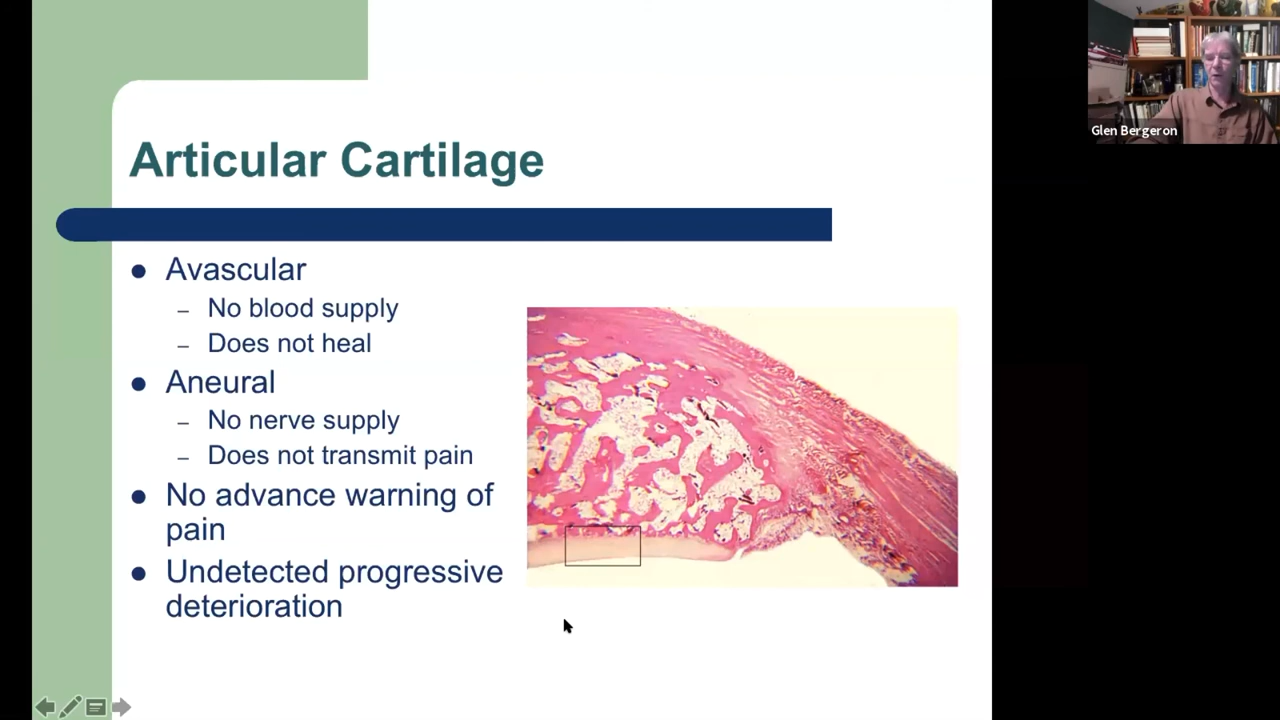 Articular Cartilage
● Avascular
– No blood supply
– Does not heal
● Aneural
– No nerve supply
– Does not transmit pain
● No advance warning of
pain
● Undetected progressive
deterioration
Glen Bergeron